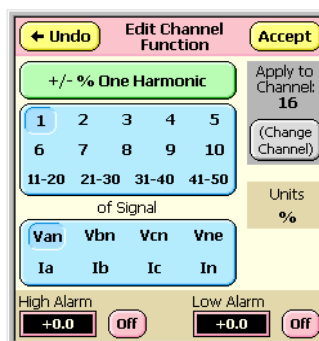 ← Undo
Edit Channel
Function
Accept
+/- % One Harmonic
1 2 3 4 5
6 7 8 9 10
11-20 21-30 31-40 41-50
of Signal
Van Vbn Vcn Vne
Ia Ib Ic In
Apply to
Channel:
16
(Change
Channel)
Units
%
High Alarm
+0.0 Off
Low Alarm
+0.0 Off